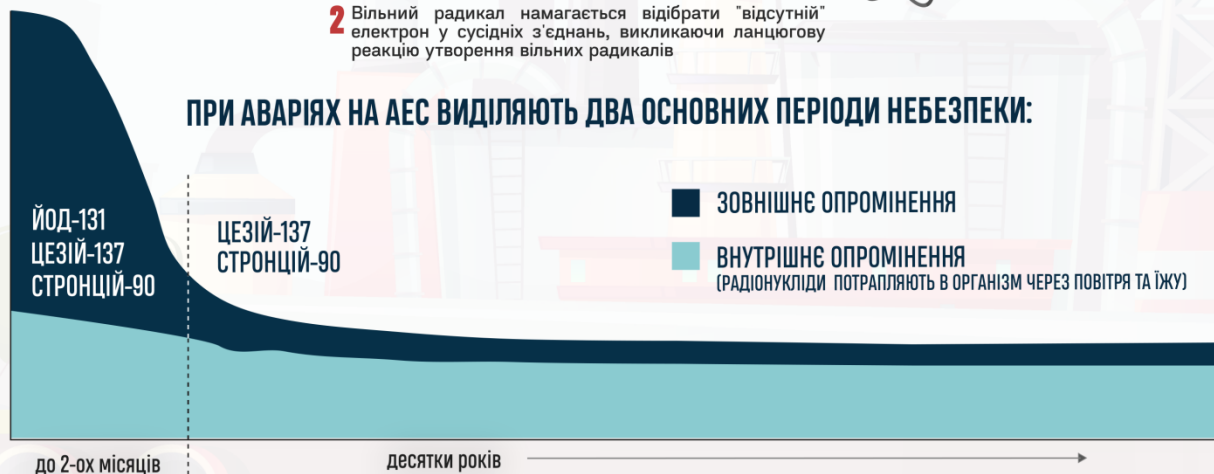 2 Вільний радикал намагається відібрати "відсутній"
електрон у сусідніх з'єднань, викликаючи ланцюгову
реакцію утворення вільних радикалів
ПРИ АВАРІЯХ НА АЕС ВИДІЛЯЮТЬ ДВА ОСНОВНИХ ПЕРІОДИ НЕБЕЗПЕКИ:
ЙОД-131
ЦЕЗІЙ-137
СТРОНЦІЙ-90
ЦЕЗІЙ-137
СТРОНЦІЙ-90
ЗОВНІШНЄ ОПРОМІНЕННЯ
ВНУТРІШНЄ ОПРОМІНЕННЯ
(РАДІОНУКЛІДИ ПОТРАПЛЯЮТЬ В ОРГАНІЗМ ЧЕРЕЗ ПОВІТРЯ ТА ЇЖУ)
до 2-ох місяців
десятки років